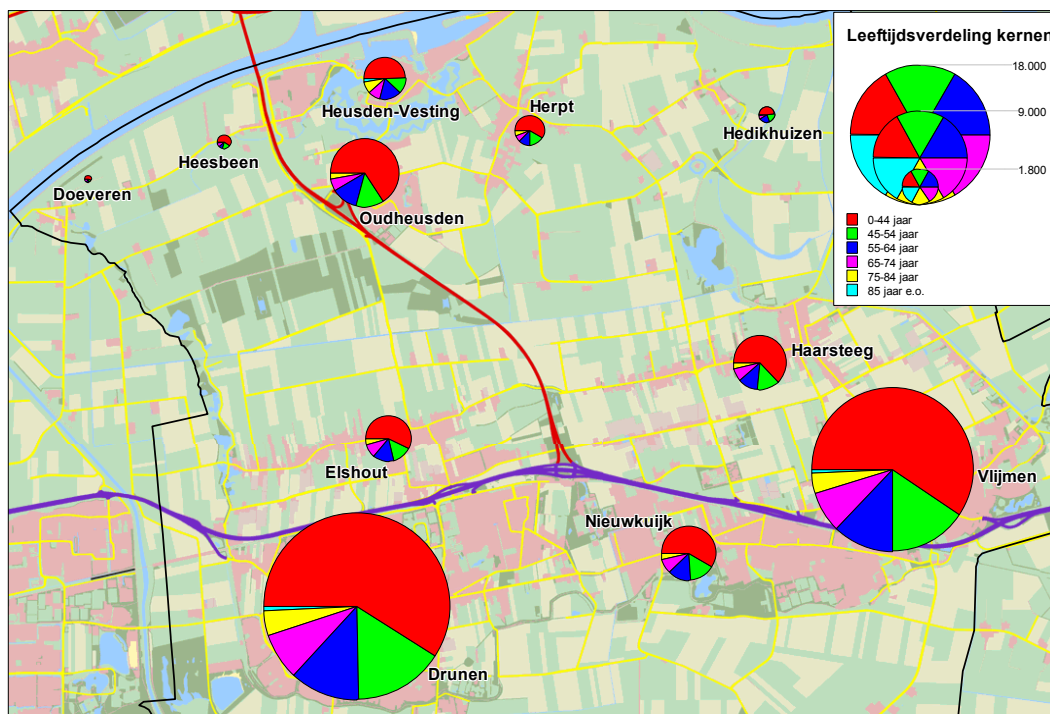 Leeftijdsverdeling kernen
18.000
9.000
1.800
0-44 jaar
45-54 jaar
55-64 jaar
65-74 jaar
75-84 jaar
85 jaar e.o.
Heusden-Vesting
Herpt
Hedikhuizen
Heesbeen
Doeveren
Oudheusden
Haarsteeg
Elshout
Vlijmen
Nieuwkuijk
Drunen